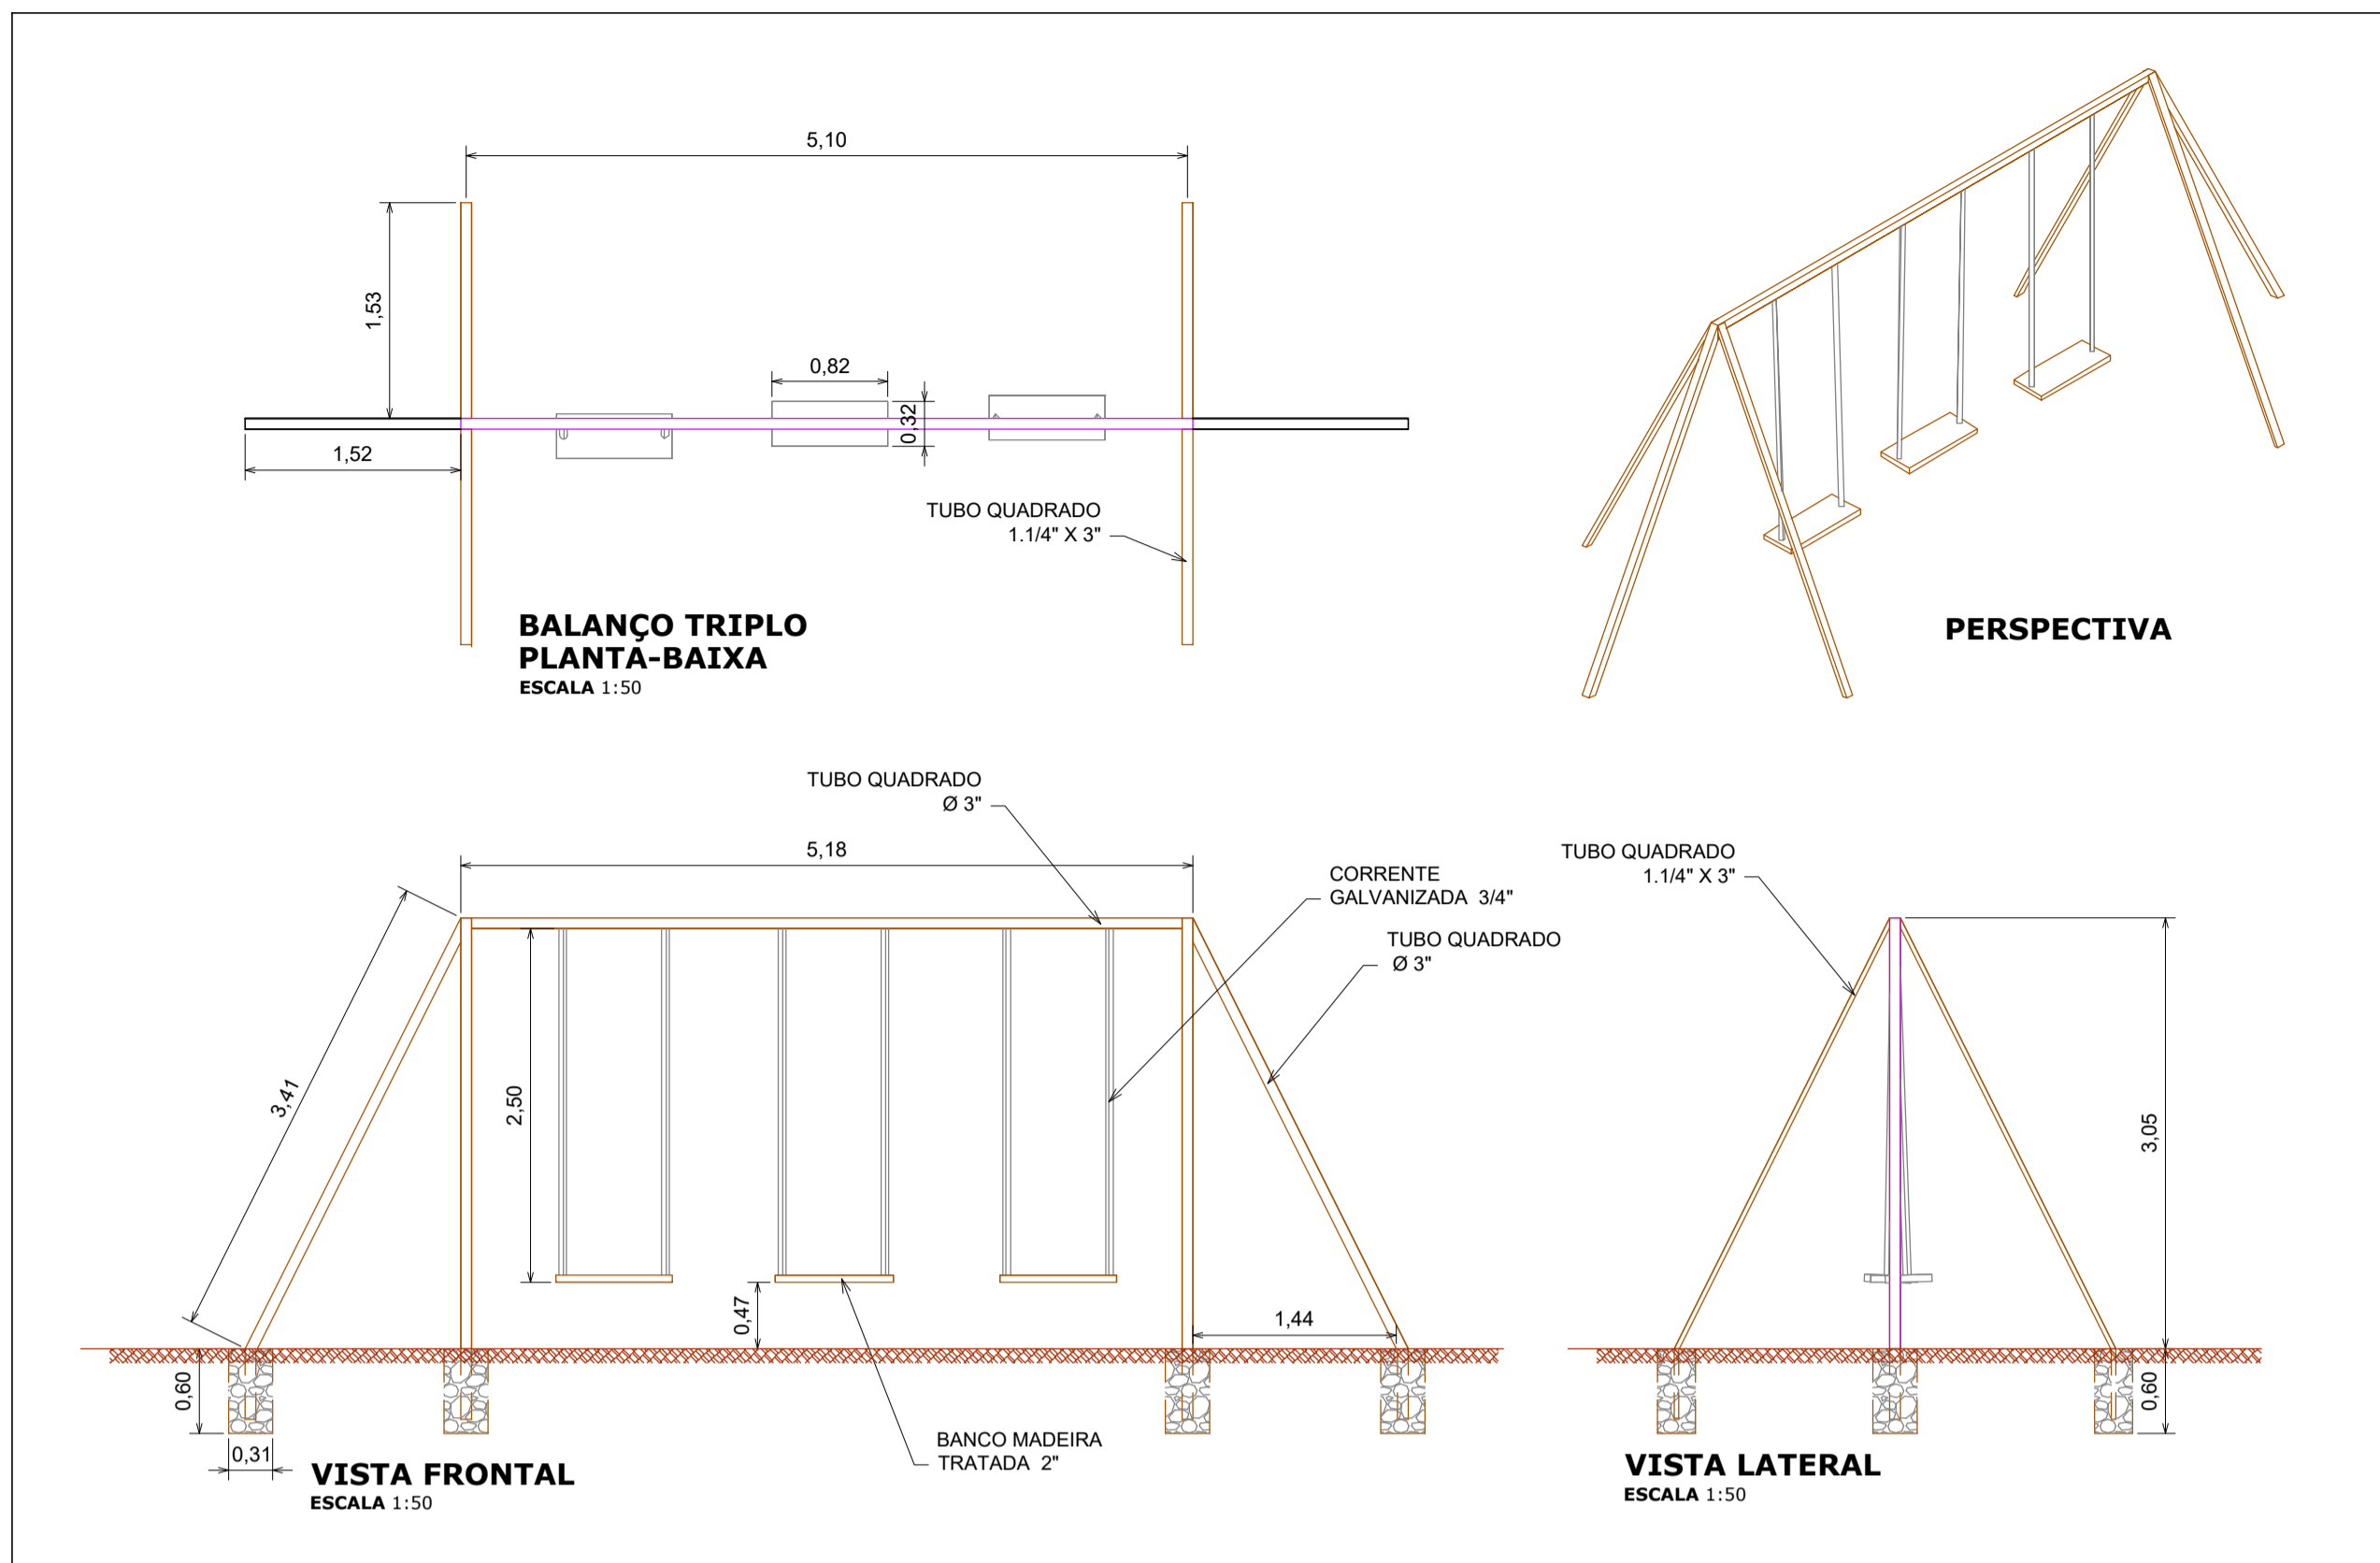 5,10
1,53
0,82
0,32
1,52
TUBO QUADRADO
1.1/4" X 3"
BALANÇO TRIPLO
PLANTA-BAIXA
ESCALA 1:50
PERSPECTIVA
TUBO QUADRADO
Ø 3"
5,18
CORRENTE
GALVANIZADA 3/4"
TUBO QUADRADO
Ø 3"
3,41
2,50
0,47
1,44
0,60
0,31
BANCO MADEIRA
TRATADA 2"
VISTA FRONTAL
ESCALA 1:50
TUBO QUADRADO
1.1/4" X 3"
3,05
0,60
VISTA LATERAL
ESCALA 1:50